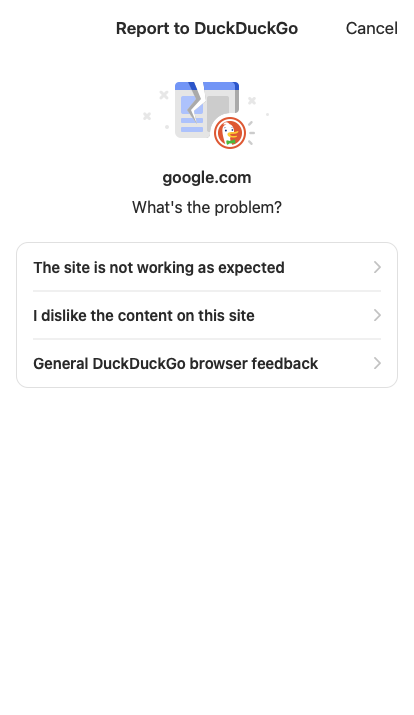 Report to DuckDuckGo
Cancel
google.com
What's the problem?
The site is not working as expected
I dislike the content on this site
General DuckDuckGo browser feedback